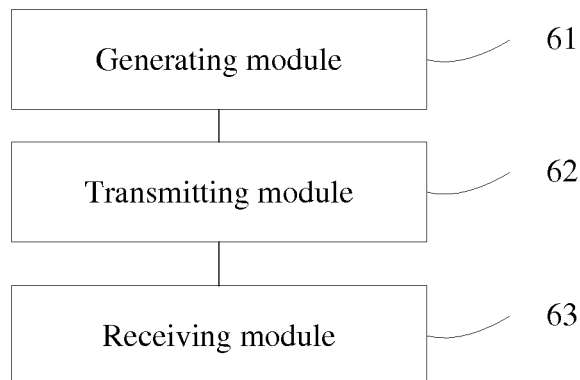 Generating module 61
Transmitting module 62
Receiving module 63